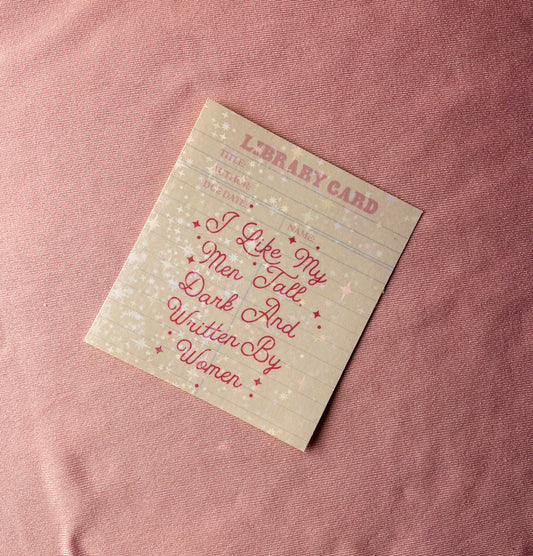 LIBRARY CARD
TITLE:
AUTHOR:
DUE DATE:
NAME:
I Like My
Men Tall
Dark And
Written By
Women